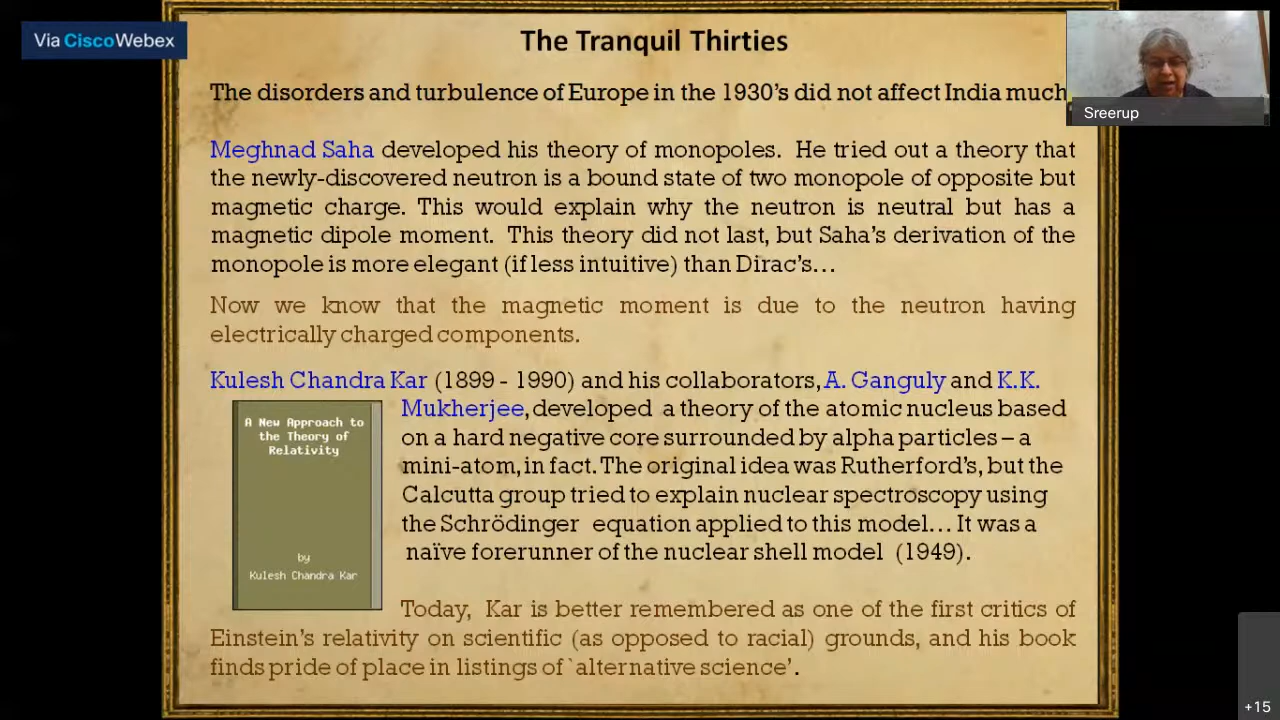 Via CiscoWebex
The Tranquil Thirties
Sreerup
The disorders and turbulence of Europe in the 1930's did not affect India much
Meghnad Saha developed his theory of monopoles. He tried out a theory that
the newly-discovered neutron is a bound state of two monopole of opposite but
magnetic charge. This would explain why the neutron is neutral but has a
magnetic dipole moment. This theory did not last, but Saha's derivation of the
monopole is more elegant (if less intuitive) than Dirac's...
Now we know that the magnetic moment is due to the neutron having
electrically charged components.
Kulesh Chandra Kar (1899 - 1990) and his collaborators, A. Ganguly and K.K.
Mukherjee, developed a theory of the atomic nucleus based
on a hard negative core surrounded by alpha particles – a
mini-atom, in fact. The original idea was Rutherford's, but the
Calcutta group tried to explain nuclear spectroscopy using
the Schrödinger equation applied to this model... It was a
naïve forerunner of the nuclear shell model (1949).
A New Approach to
the Theory of
Relativity
by
Kulesh Chandra Kar
Today, Kar is better remembered as one of the first critics of
Einstein's relativity on scientific (as opposed to racial) grounds, and his book
finds pride of place in listings of `alternative science'.
+15